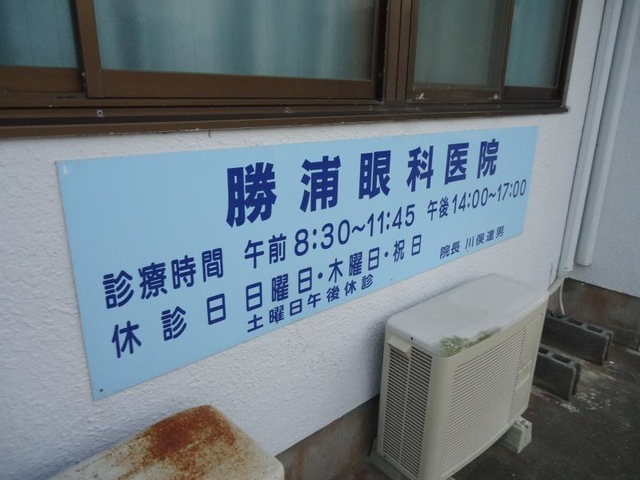 勝浦眼科医院
診療時間 午前 8:30~11:45 午後 14:00~17:00
休診日 日曜日・木曜日・祝日 院長 川俣達男
土曜日午後休診